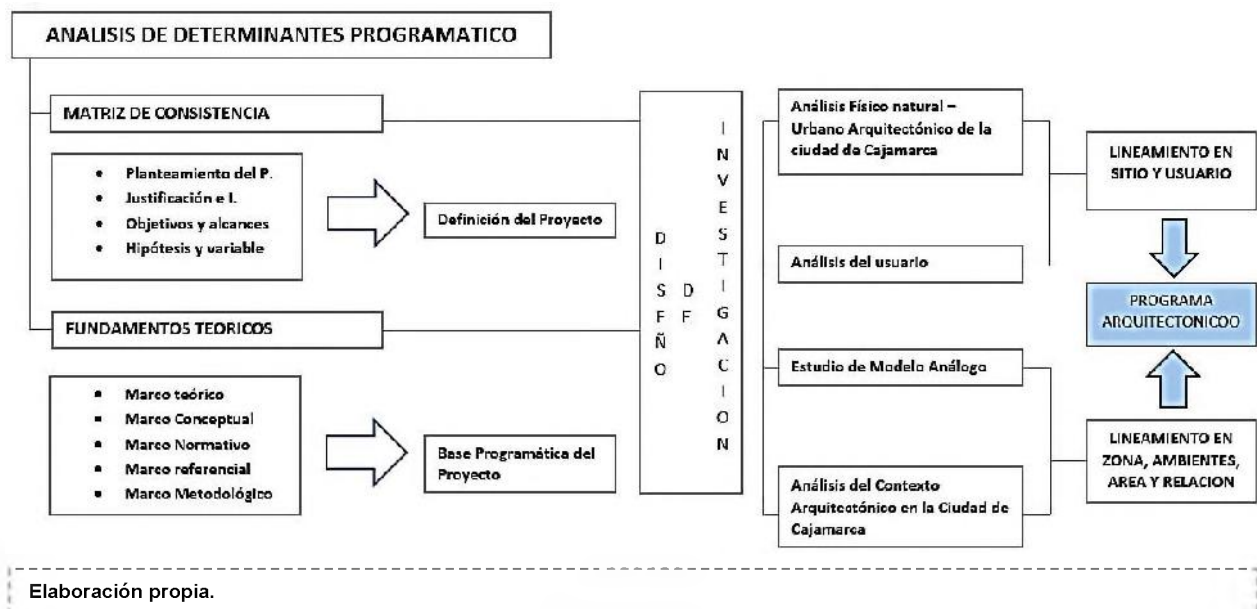 ANALISIS DE DETERMINANTES PROGRAMATICO
MATRIZ DE CONSISTENCIA
• Planteamiento del P.
• Justificación e I.
• Objetivos y alcances
• Hipótesis y variable
Definición del Proyecto
FUNDAMENTOS TEORICOS
• Marco teórico
• Marco Conceptual
• Marco Normativo
• Marco referencial
• Marco Metodológico
Base Programática del
Proyecto
DISEÑO
DE
INVESTIGACION
Análisis Físico natural –
Urbano Arquitectónico de la
ciudad de Cajamarca
Análisis del usuario
Estudio de Modelo Análogo
Análisis del Contexto
Arquitectónico en la Ciudad de
Cajamarca
LINEAMIENTO EN
SITIO Y USUARIO
PROGRAMA
ARQUITECTONICOO
LINEAMIENTO EN
ZONA, AMBIENTES,
AREA Y RELACION
Elaboración propia.